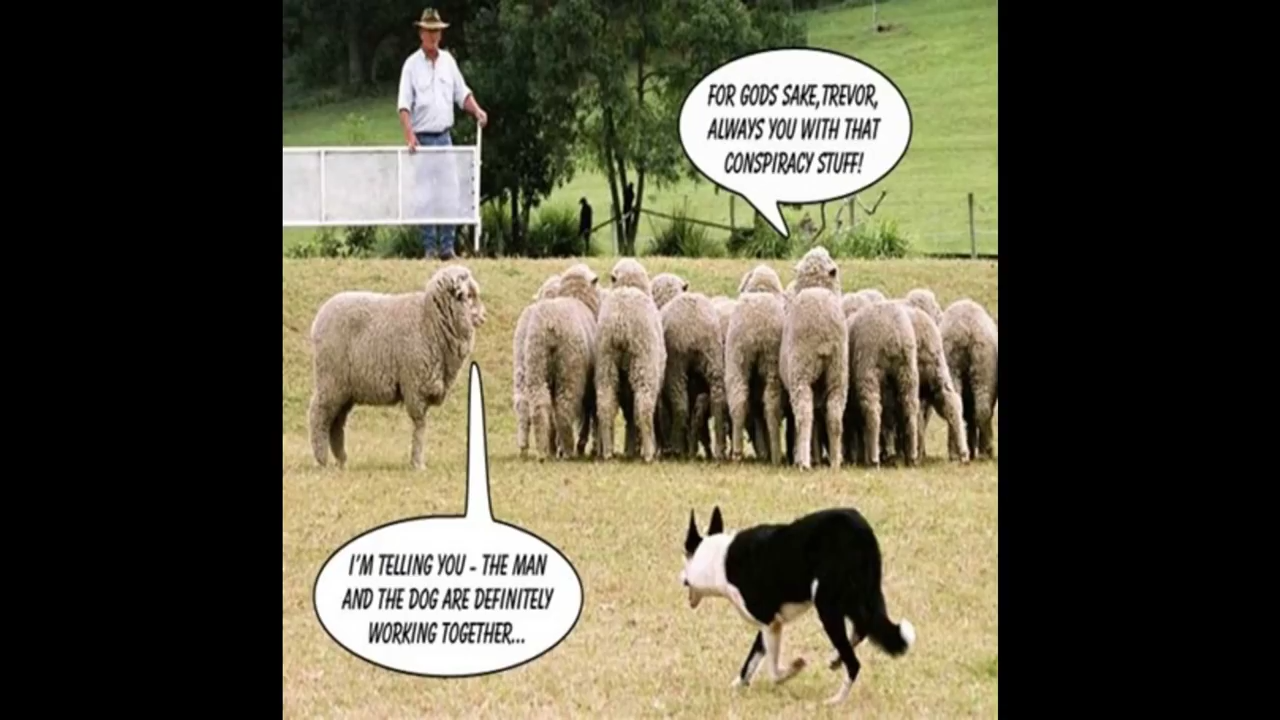 FOR GODS SAKE,TREVOR,
ALWAYS YOU WITH THAT
CONSPIRACY STUFF!
I'M TELLING YOU - THE MAN
AND THE DOG ARE DEFINITELY
WORKING TOGETHER...